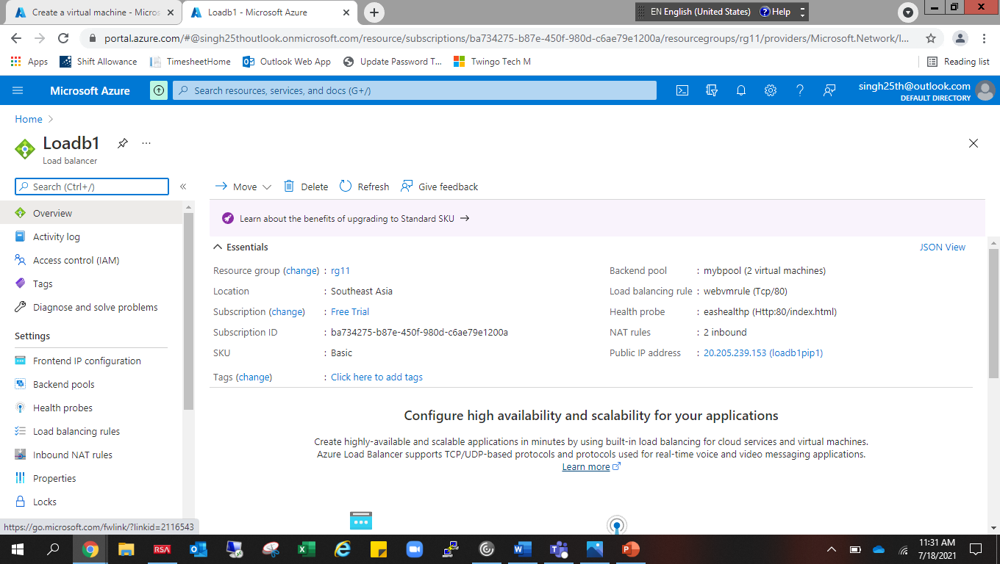 Create a virtual machine - Micros
Loadb1 - Microsoft Azure
EN English (United States)
Help
portal.azure.com/#@singh25thoutlook.onmicrosoft.com/resource/subscriptions/ba734275-b87e-450f-980d-c6ae79e1200a/resourcegroups/rg11/providers/Microsoft.Network/l...
Apps
Shift Allowance
TimesheetHome
Outlook Web App
Update Password T...
Twingo Tech M
Reading list
Microsoft Azure
Search resources, services, and docs (G+/)
singh25th@outlook.com
DEFAULT DIRECTORY
Home
Loadb1
...
Load balancer
Search (Ctrl+/)
«
Move
Delete
Refresh
Give feedback
Overview
Activity log
Access control (IAM)
Tags
Diagnose and solve problems
Settings
Frontend IP configuration
Backend pools
Health probes
Load balancing rules
Inbound NAT rules
Properties
Locks
Learn about the benefits of upgrading to Standard SKU →
Essentials
JSON View
Resource group (change) : rg11
Location : Southeast Asia
Subscription (change) : Free Trial
Subscription ID : ba734275-b87e-450f-980d-c6ae79e1200a
SKU : Basic
Tags (change) : Click here to add tags
Backend pool : mybpool (2 virtual machines)
Load balancing rule : webvmrule (Tcp/80)
Health probe : eashealthp (Http:80/index.html)
NAT rules : 2 inbound
Public IP address : 20.205.239.153 (loadb1pip1)
Configure high availability and scalability for your applications
Create highly-available and scalable applications in minutes by using built-in load balancing for cloud services and virtual machines.
Azure Load Balancer supports TCP/UDP-based protocols and protocols used for real-time voice and video messaging applications.
Learn more
https://go.microsoft.com/fwlink/?linkid=2116543
RSA
11:31 AM
7/18/2021